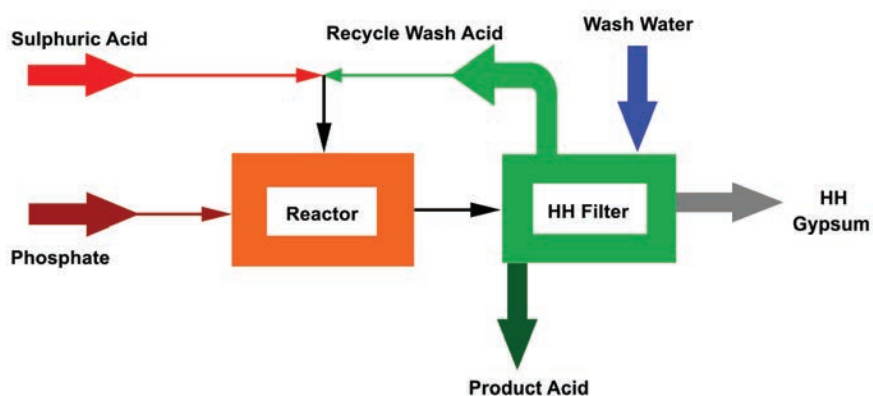 Sulphuric Acid
Recycle Wash Acid
Wash Water
Phosphate
Reactor
HH Filter
HH
Gypsum
Product Acid